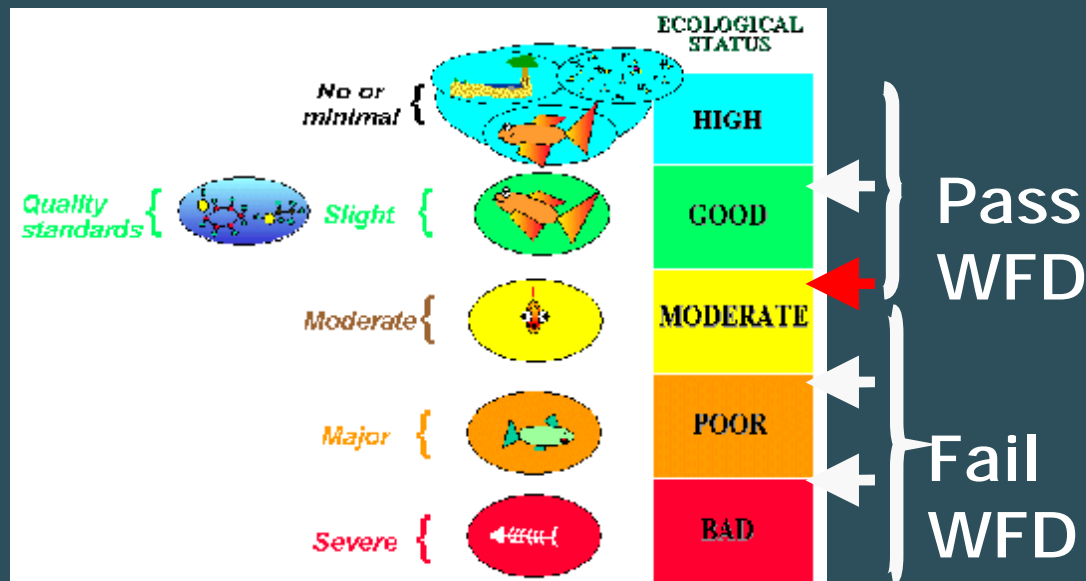 ECOLOGICAL
STATUS
No or
minimal
HIGH
Quality
standards
Slight
GOOD
Pass
WFD
Moderate
MODERATE
Major
POOR
Fail
WFD
Severe
BAD